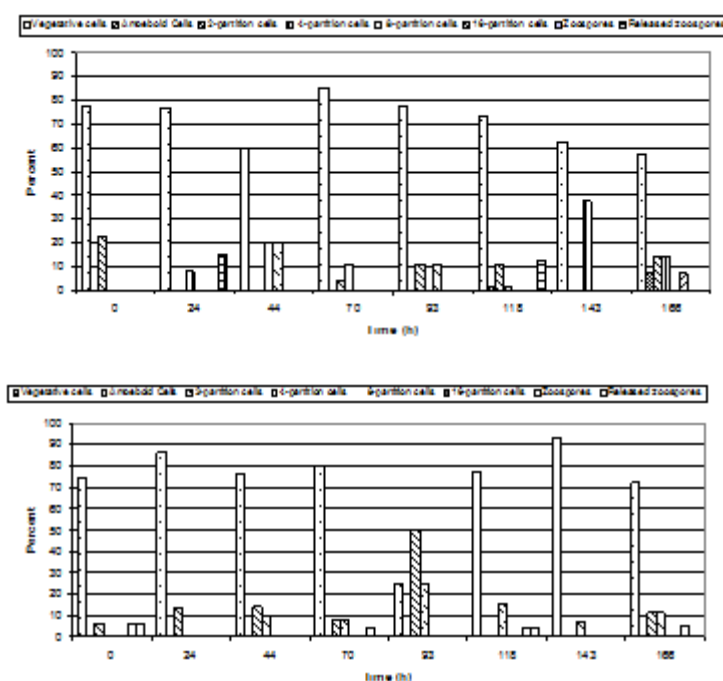 Vegetative cells Amoeboid Cells 2-partition cells 4-partition cells 8-partition cells 16-partition cells Zoospores Released zoospores
100
90
80
70
60
50
40
30
20
10
0
Percent
0 24 44 70 93 118 143 168
Time (h)
Vegetative cells Amoeboid Cells 2-partition cells 4-partition cells 8-partition cells 16-partition cells Zoospores Released zoospores
100
90
80
70
60
50
40
30
20
10
0
Percent
0 24 44 70 93 118 143 168
Time (h)